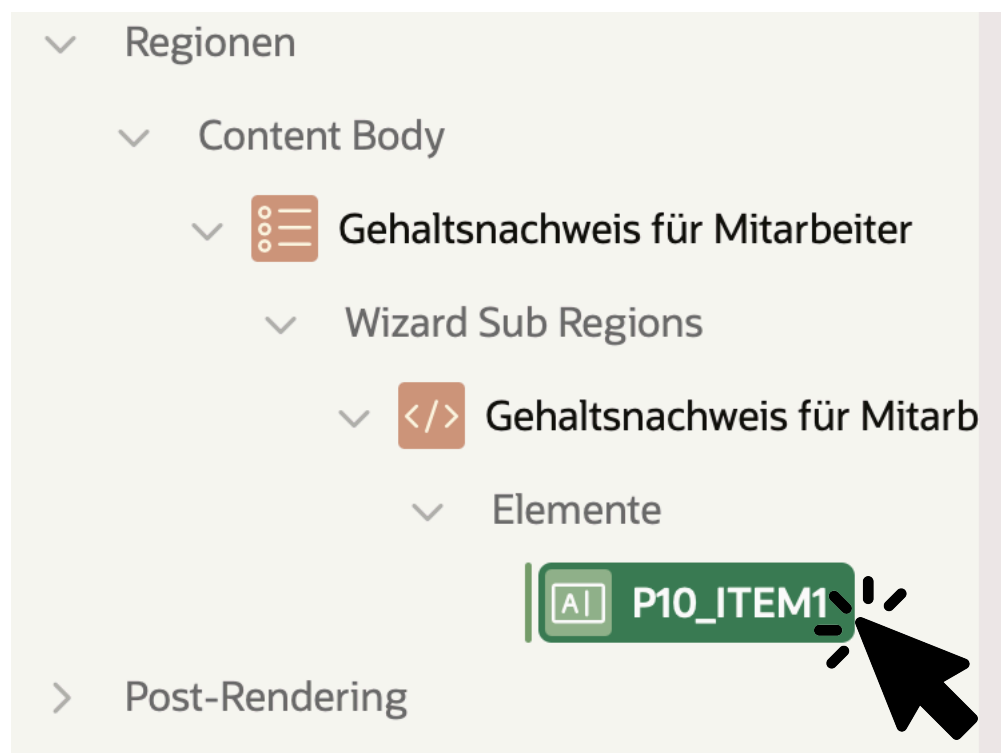 Regionen
Content Body
Gehaltsnachweis für Mitarbeiter
Wizard Sub Regions
</> Gehaltsnachweis für Mitarb
Elemente
A| P10_ITEM1
Post-Rendering